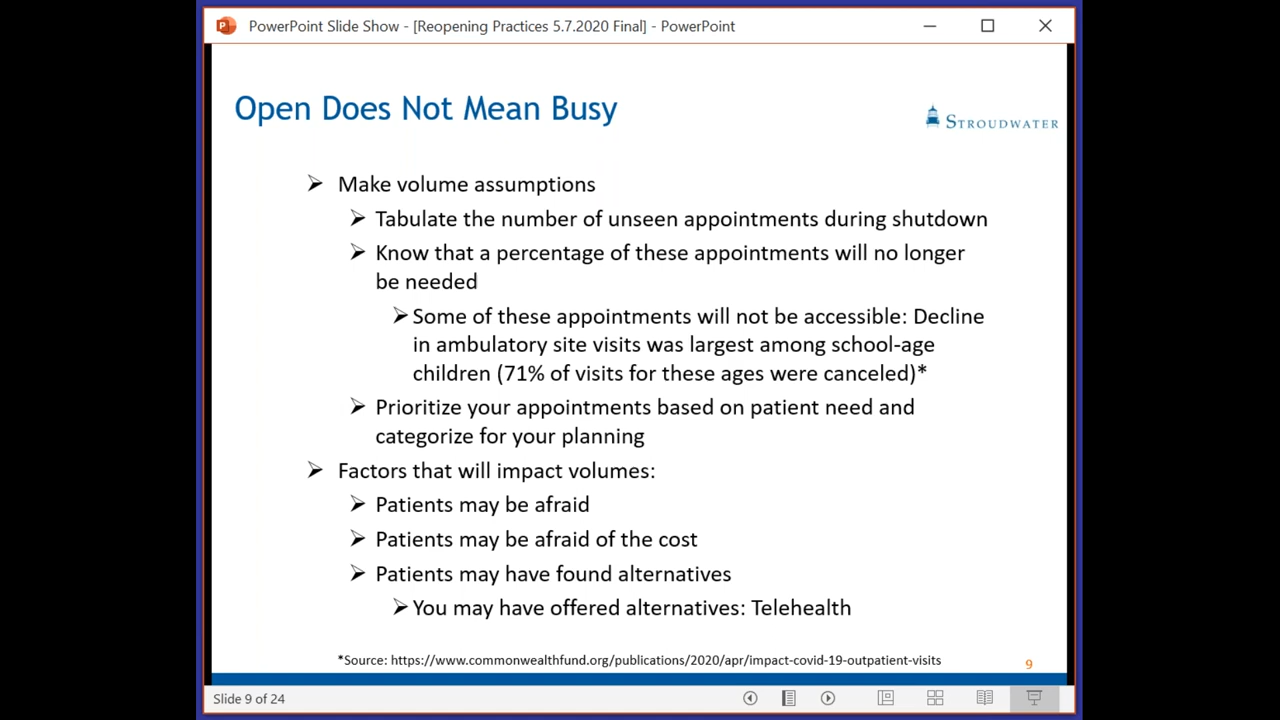 PowerPoint Slide Show - [Reopening Practices 5.7.2020 Final] - PowerPoint
Open Does Not Mean Busy
STROUDWATER
Make volume assumptions
Tabulate the number of unseen appointments during shutdown
Know that a percentage of these appointments will no longer
be needed
Some of these appointments will not be accessible: Decline
in ambulatory site visits was largest among school-age
children (71% of visits for these ages were canceled)*
Prioritize your appointments based on patient need and
categorize for your planning
Factors that will impact volumes:
Patients may be afraid
Patients may be afraid of the cost
Patients may have found alternatives
You may have offered alternatives: Telehealth
*Source: https://www.commonwealthfund.org/publications/2020/apr/impact-covid-19-outpatient-visits
9
Slide 9 of 24